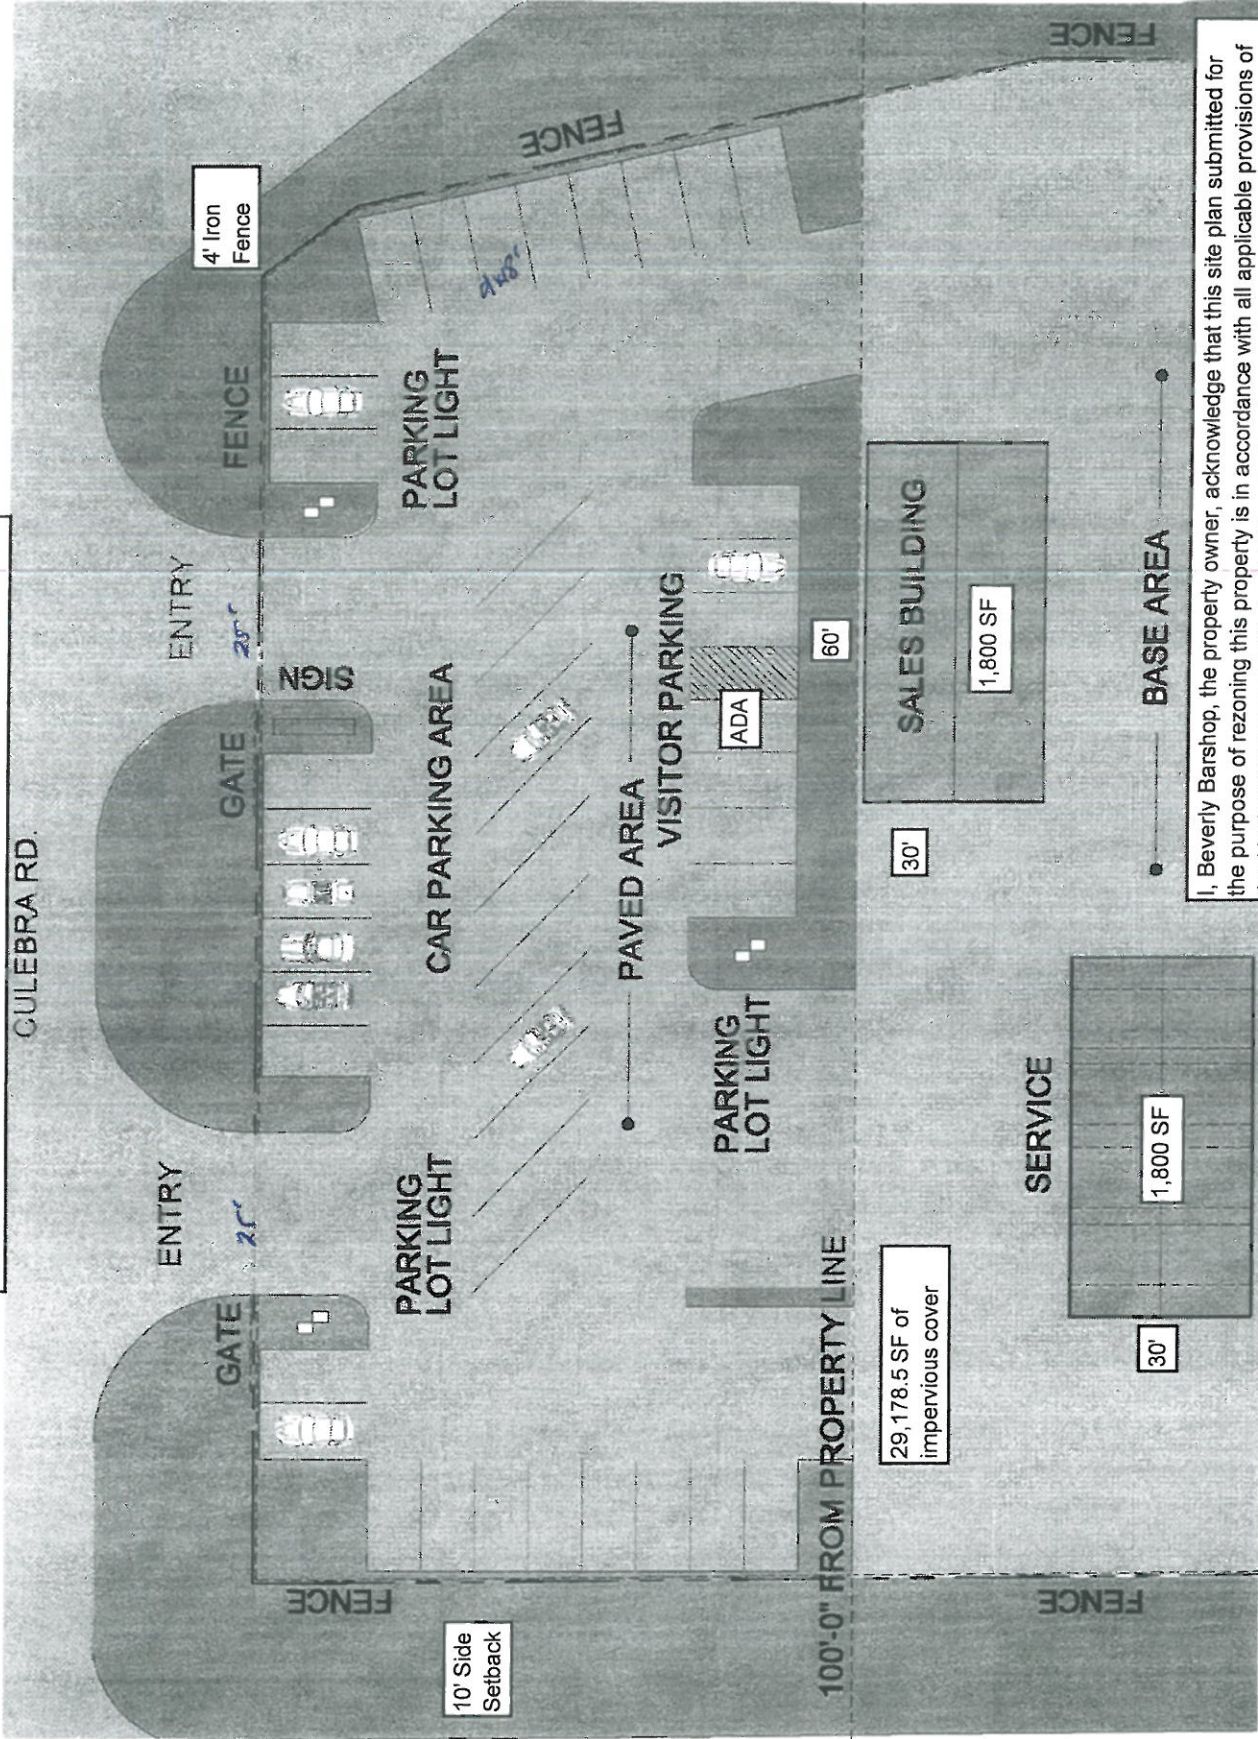 CULEBRA RD.
ENTRY
25'
ENTRY
25'
4' Iron
Fence
GATE
GATE
SIGN
FENCE
FENCE
FENCE
FENCE
FENCE
10' Side
Setback
PARKING
LOT LIGHT
CAR PARKING AREA
PARKING
LOT LIGHT
PAVED AREA
VISITOR PARKING
ADA
PARKING
LOT LIGHT
60'
100'-0" FROM PROPERTY LINE
29,178.5 SF of
impervious cover
30'
SALES BUILDING
1,800 SF
SERVICE
1,800 SF
30'
BASE AREA
I, Beverly Barshop, the property owner, acknowledge that this site plan submitted for
the purpose of rezoning this property is in accordance with all applicable provisions of